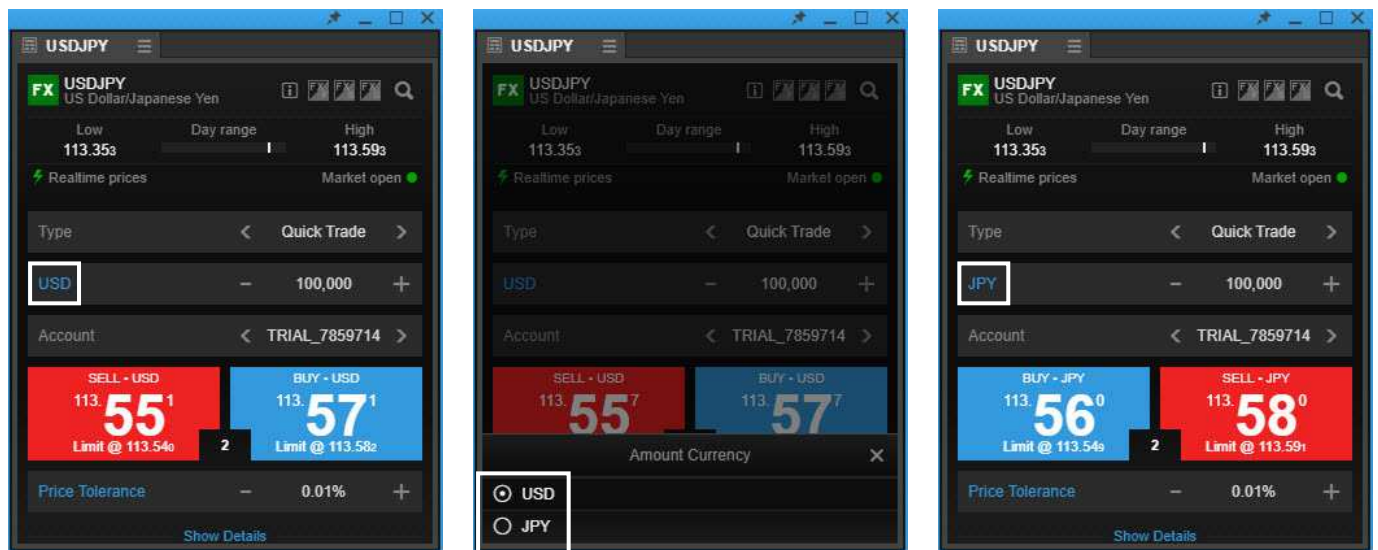 USDJPY
FX USDJPY
US Dollar/Japanese Yen
Low Day range High
113.353 113.593
Realtime prices Market open
Type < Quick Trade >
USD - 100,000 +
Account < TRIAL_7859714 >
SELL - USD BUY - USD
113.551 113.571
Limit @ 113.540 2 Limit @ 113.582
Price Tolerance - 0.01% +
Show Details
USDJPY
FX USDJPY
US Dollar/Japanese Yen
Low Day range High
113.353 113.593
Realtime prices Market open
Type < Quick Trade >
USD - 100,000 +
Account < TRIAL_7859714 >
SELL - USD BUY - USD
113.557 113.577
Amount Currency
USD
JPY
USDJPY
FX USDJPY
US Dollar/Japanese Yen
Low Day range High
113.353 113.593
Realtime prices Market open
Type < Quick Trade >
JPY - 100,000 +
Account < TRIAL_7859714 >
BUY - JPY SELL - JPY
113.560 113.580
Limit @ 113.549 2 Limit @ 113.591
Price Tolerance - 0.01% +
Show Details